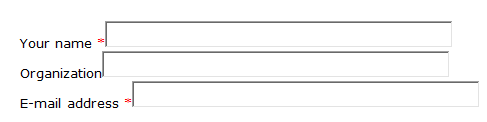 Your name *
Organization
E-mail address *